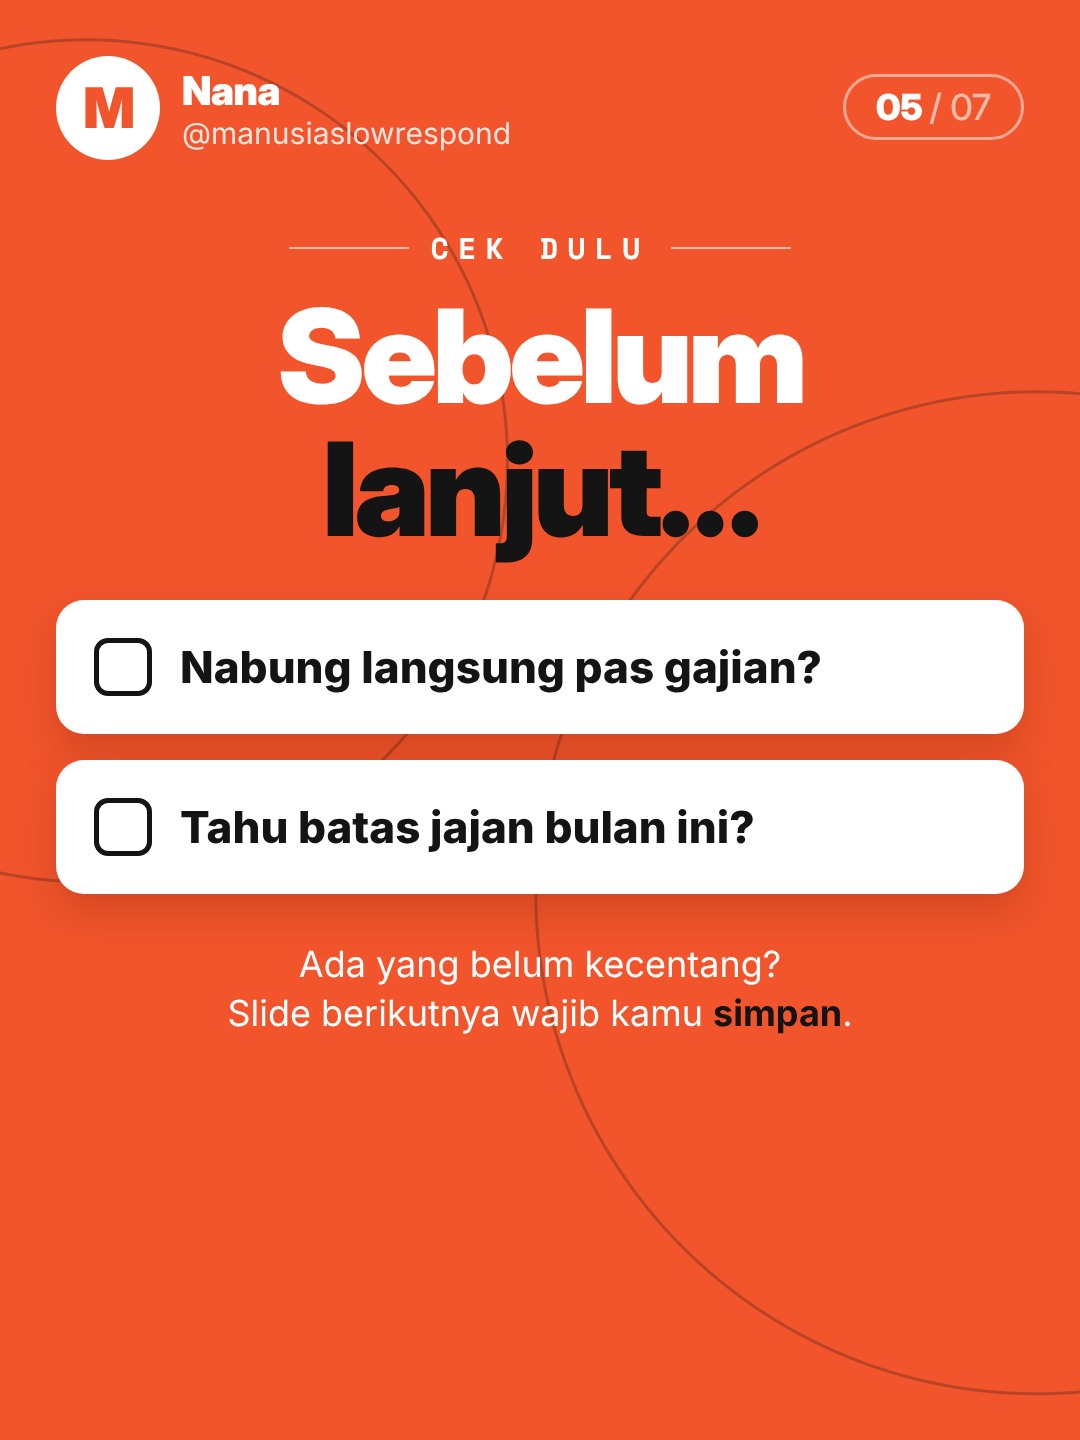 M
Nana
@manusiaslowrespond
05 / 07
CEK DULU
Sebelum
lanjut...
Nabung langsung pas gajian?
Tahu batas jajan bulan ini?
Ada yang belum kecentang?
Slide berikutnya wajib kamu simpan.